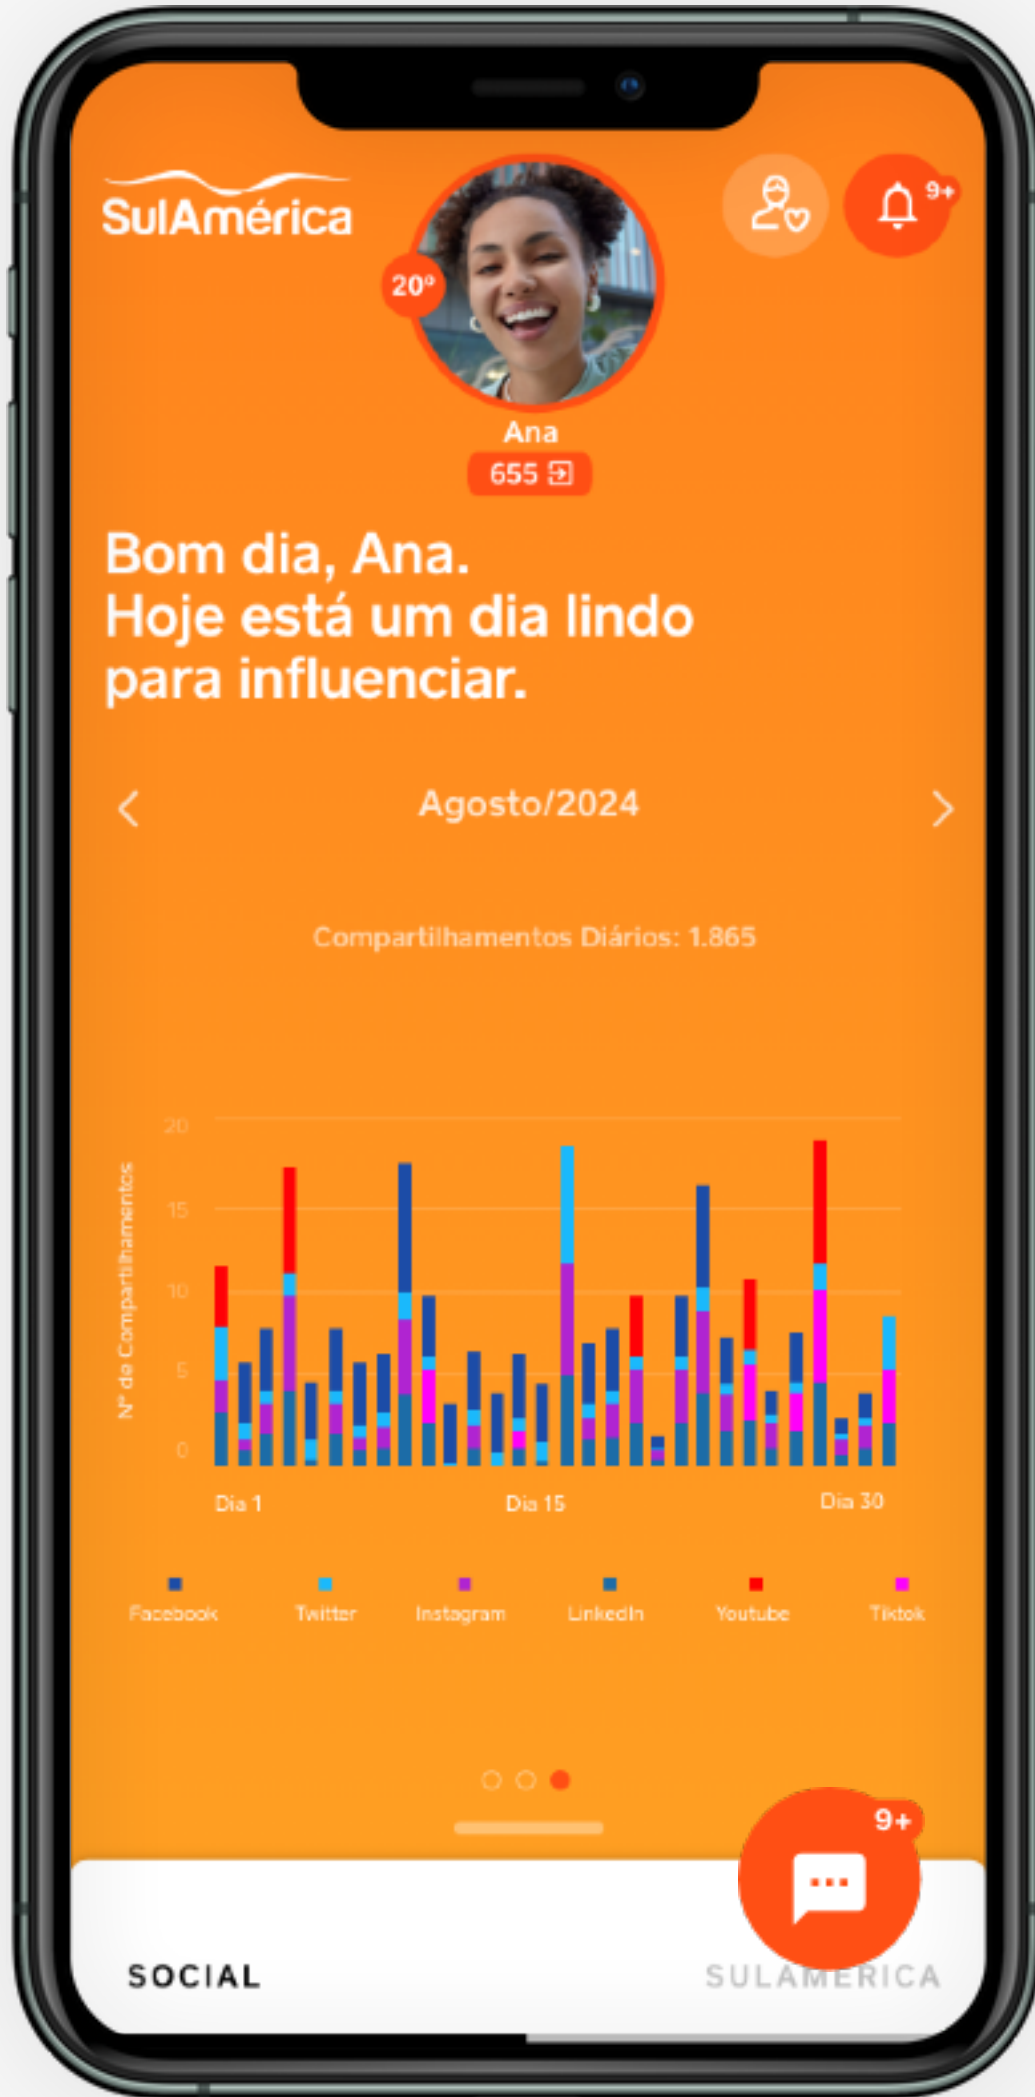 SulAmérica
9+
20º
Ana
655
Bom dia, Ana.
Hoje está um dia lindo
para influenciar.
Agosto/2024
Compartilhamentos Diários: 1.865
Nº de Compartilhamentos
20
15
10
5
0
Dia 1
Dia 15
Dia 30
Facebook
Twitter
Instagram
LinkedIn
Youtube
Tiktok
9+
SOCIAL
SULAMERICA